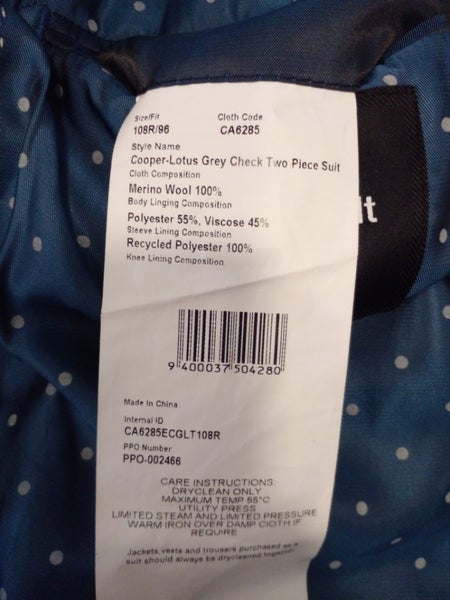 Size/Fit Cloth Code
108R/96 CA6285
Style Name
Cooper-Lotus Grey Check Two Piece Suit
Cloth Composition
Merino Wool 100%
Body Linging Composition
Polyester 55%, Viscose 45%
Sleeve Lining Composition
Recycled Polyester 100%
Knee Lining Composition
lt
9 400037 504280
Made in China
Internal ID
CA6285ECGLT108R
PPO Number
PPO-002466
CARE INSTRUCTIONS:
DRYCLEAN ONLY
MAXIMUM TEMP 55°C
UTILITY PRESS
LIMITED STEAM AND LIMITED PRESSURE
WARM IRON OVER DAMP CLOTH IF
REQUIRE
Jackets, vests and trousers purchased as a
suit should always be drycleaned together